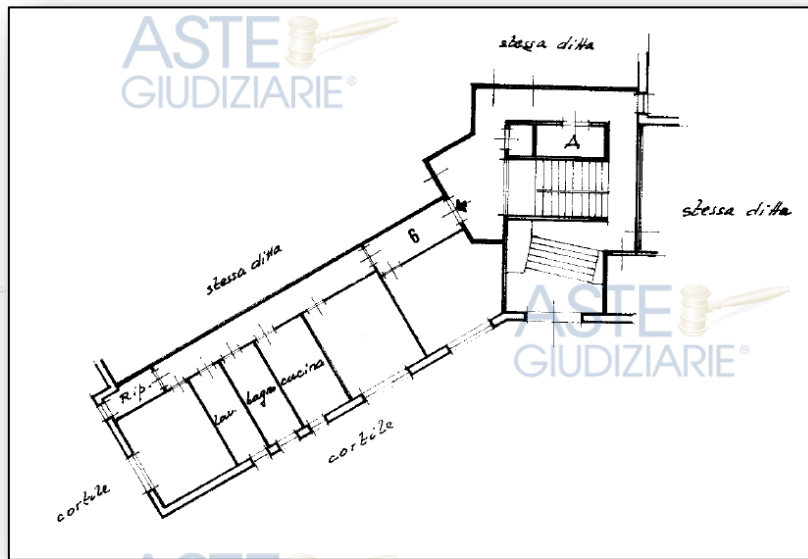 ASTE
GIUDIZIARIE®
stessa ditta
A
stessa ditta
6
stessa ditta
ASTE
GIUDIZIARIE®
Rip.
Lav.
bagno
cucina
cortile
cortile